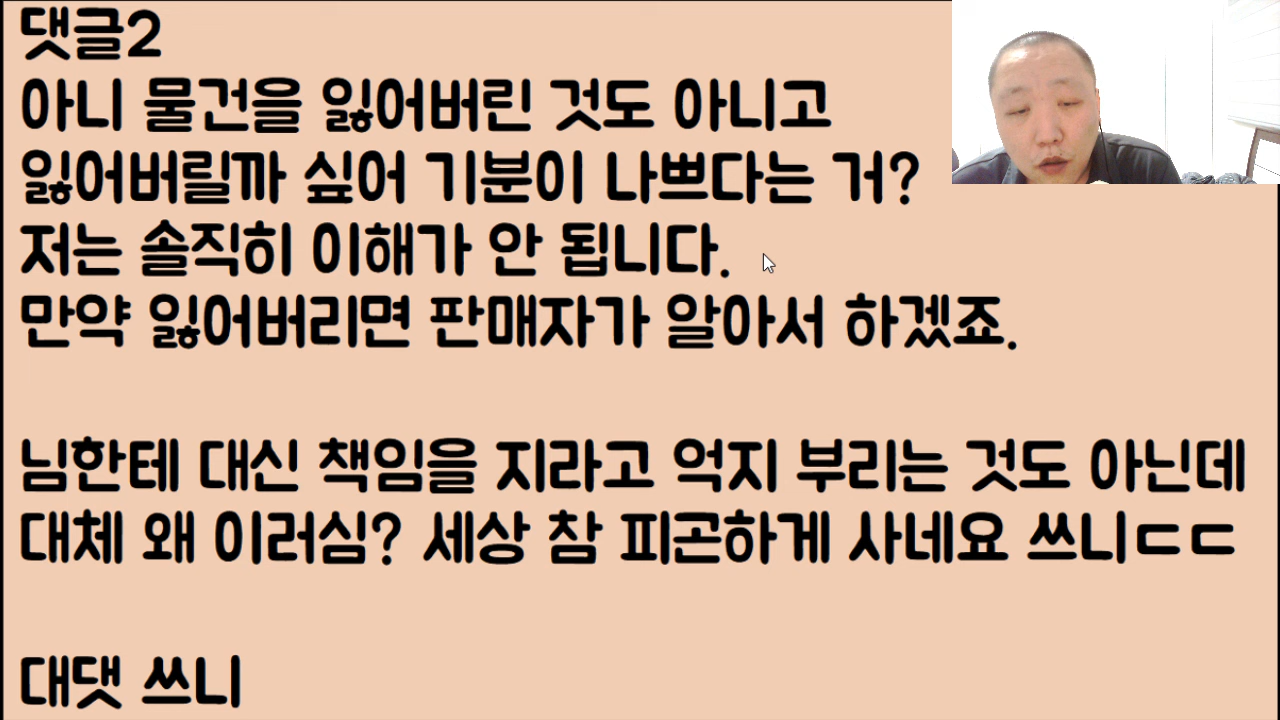 댓글2
아니 물건을 잃어버린 것도 아니고
잃어버릴까 싶어 기분이 나쁘다는 거?
저는 솔직히 이해가 안 됩니다.
만약 잃어버리면 판매자가 알아서 하겠죠.
님한테 대신 책임을 지라고 억지 부리는 것도 아닌데
대체 왜 이러심? 세상 참 피곤하게 사네요 쓰니ㄷㄷ
대댓 쓰니